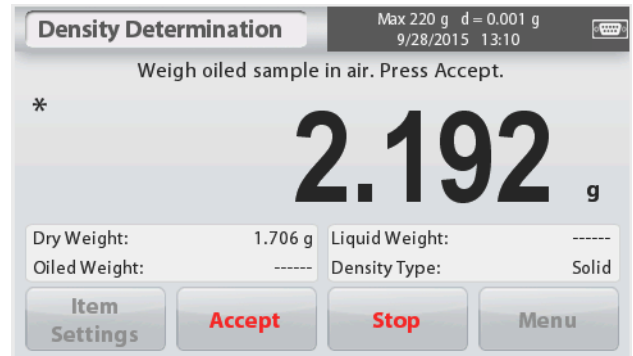 Density Determination
Max 220 g d = 0.001 g
9/28/2015 13:10
Weigh oiled sample in air. Press Accept.
*
2.192 g
Dry Weight: 1.706 g Liquid Weight: ------
Oiled Weight: ------ Density Type: Solid
Item
Settings
Accept
Stop
Menu